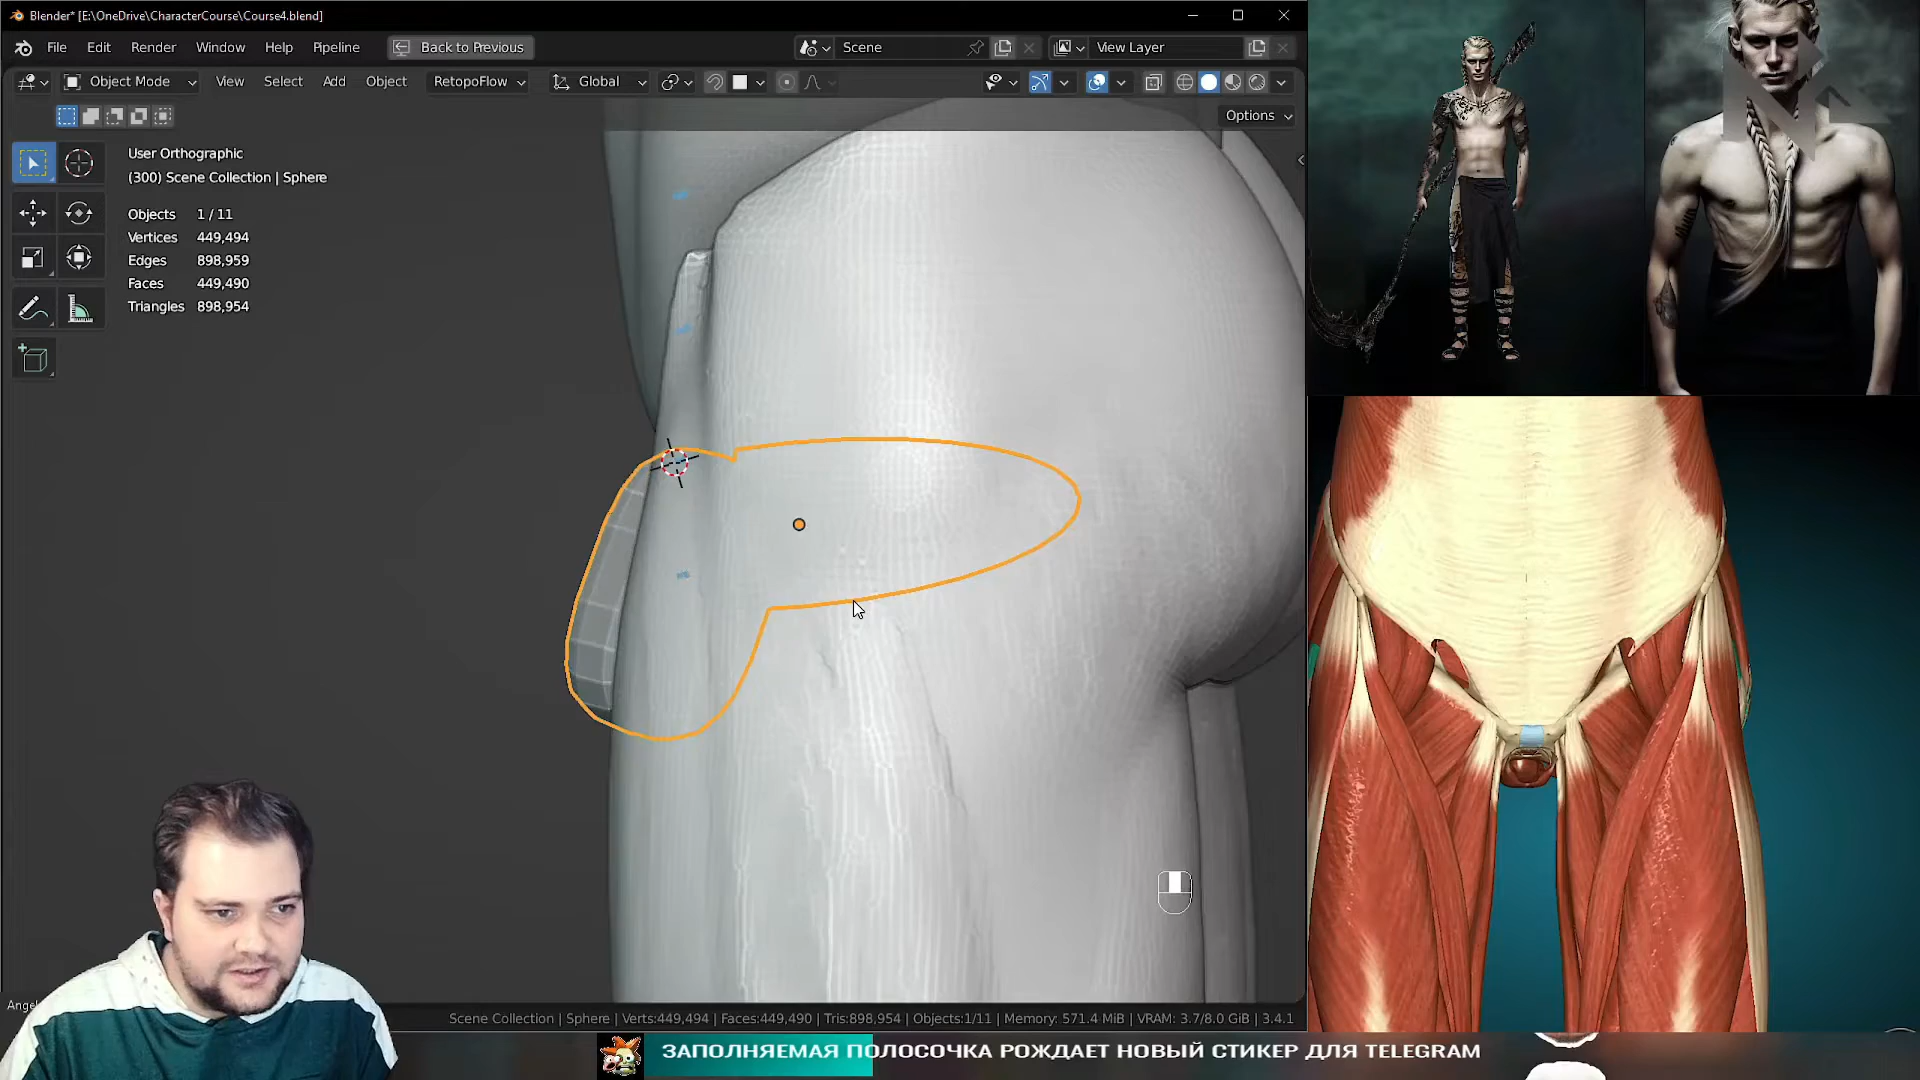 Blender* [E:\OneDrive\CharacterCourse\Course4.blend]
File Edit Render Window Help Pipeline Back to Previous Scene View Layer
Object Mode View Select Add Object RetopoFlow Global
Options
User Orthographic
(300) Scene Collection | Sphere
Objects 1 / 11
Vertices 449,494
Edges 898,959
Faces 449,490
Triangles 898,954
Scene Collection | Sphere | Verts:449,494 | Faces:449,490 | Tris:898,954 | Objects:1/11 | Memory: 571.4 MiB | VRAM: 3.7/8.0 GiB | 3.4.1
ЗАПОЛНЯЕМАЯ ПОЛОСОЧКА РОЖДАЕТ НОВЫЙ СТИКЕР ДЛЯ TELEGRAM